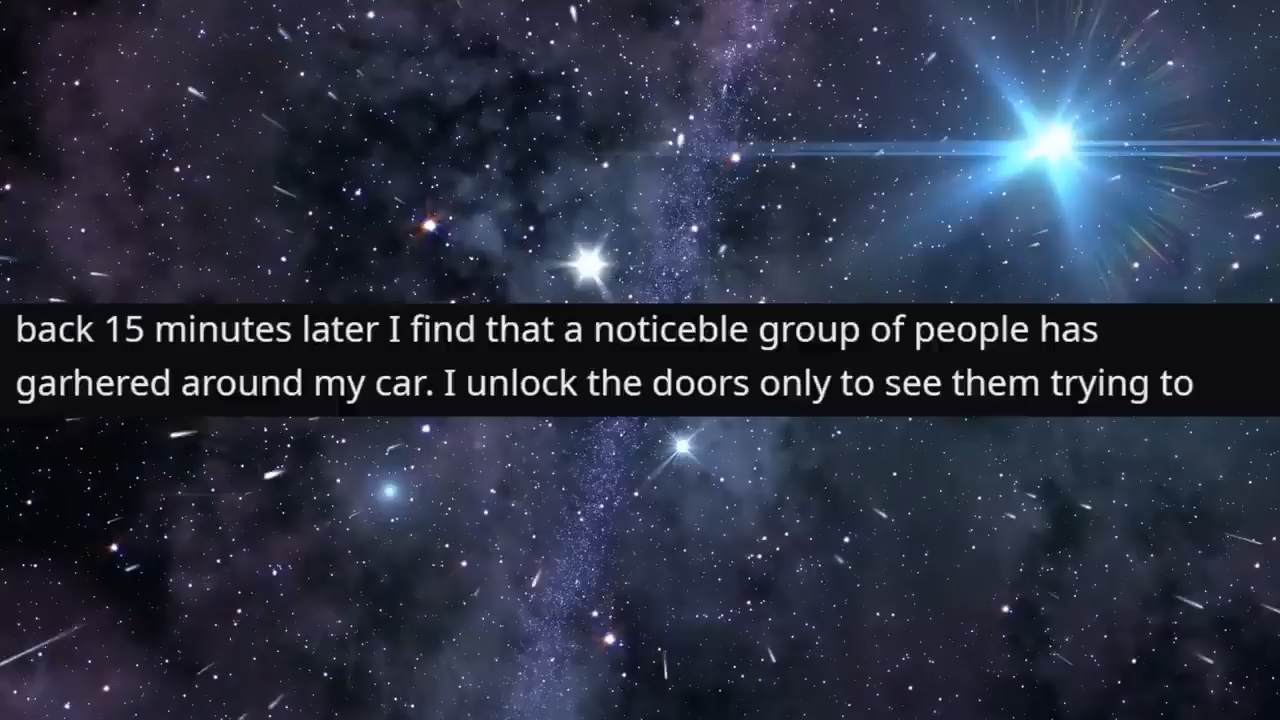 back 15 minutes later I find that a noticeble group of people has
garhered around my car. I unlock the doors only to see them trying to